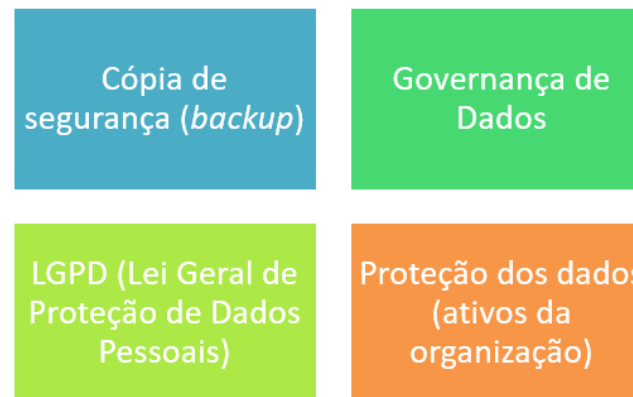 Cópia de
segurança (backup)
Governança de
Dados
LGPD (Lei Geral de
Proteção de Dados
Pessoais)
Proteção dos dados
(ativos da
organização)